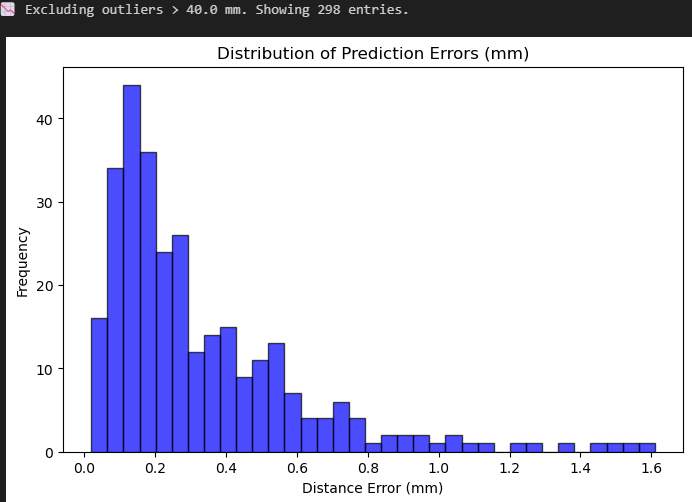 Excluding outliers > 40.0 mm. Showing 298 entries.
Distribution of Prediction Errors (mm)
Frequency
40
30
20
10
0
0.0 0.2 0.4 0.6 0.8 1.0 1.2 1.4 1.6
Distance Error (mm)